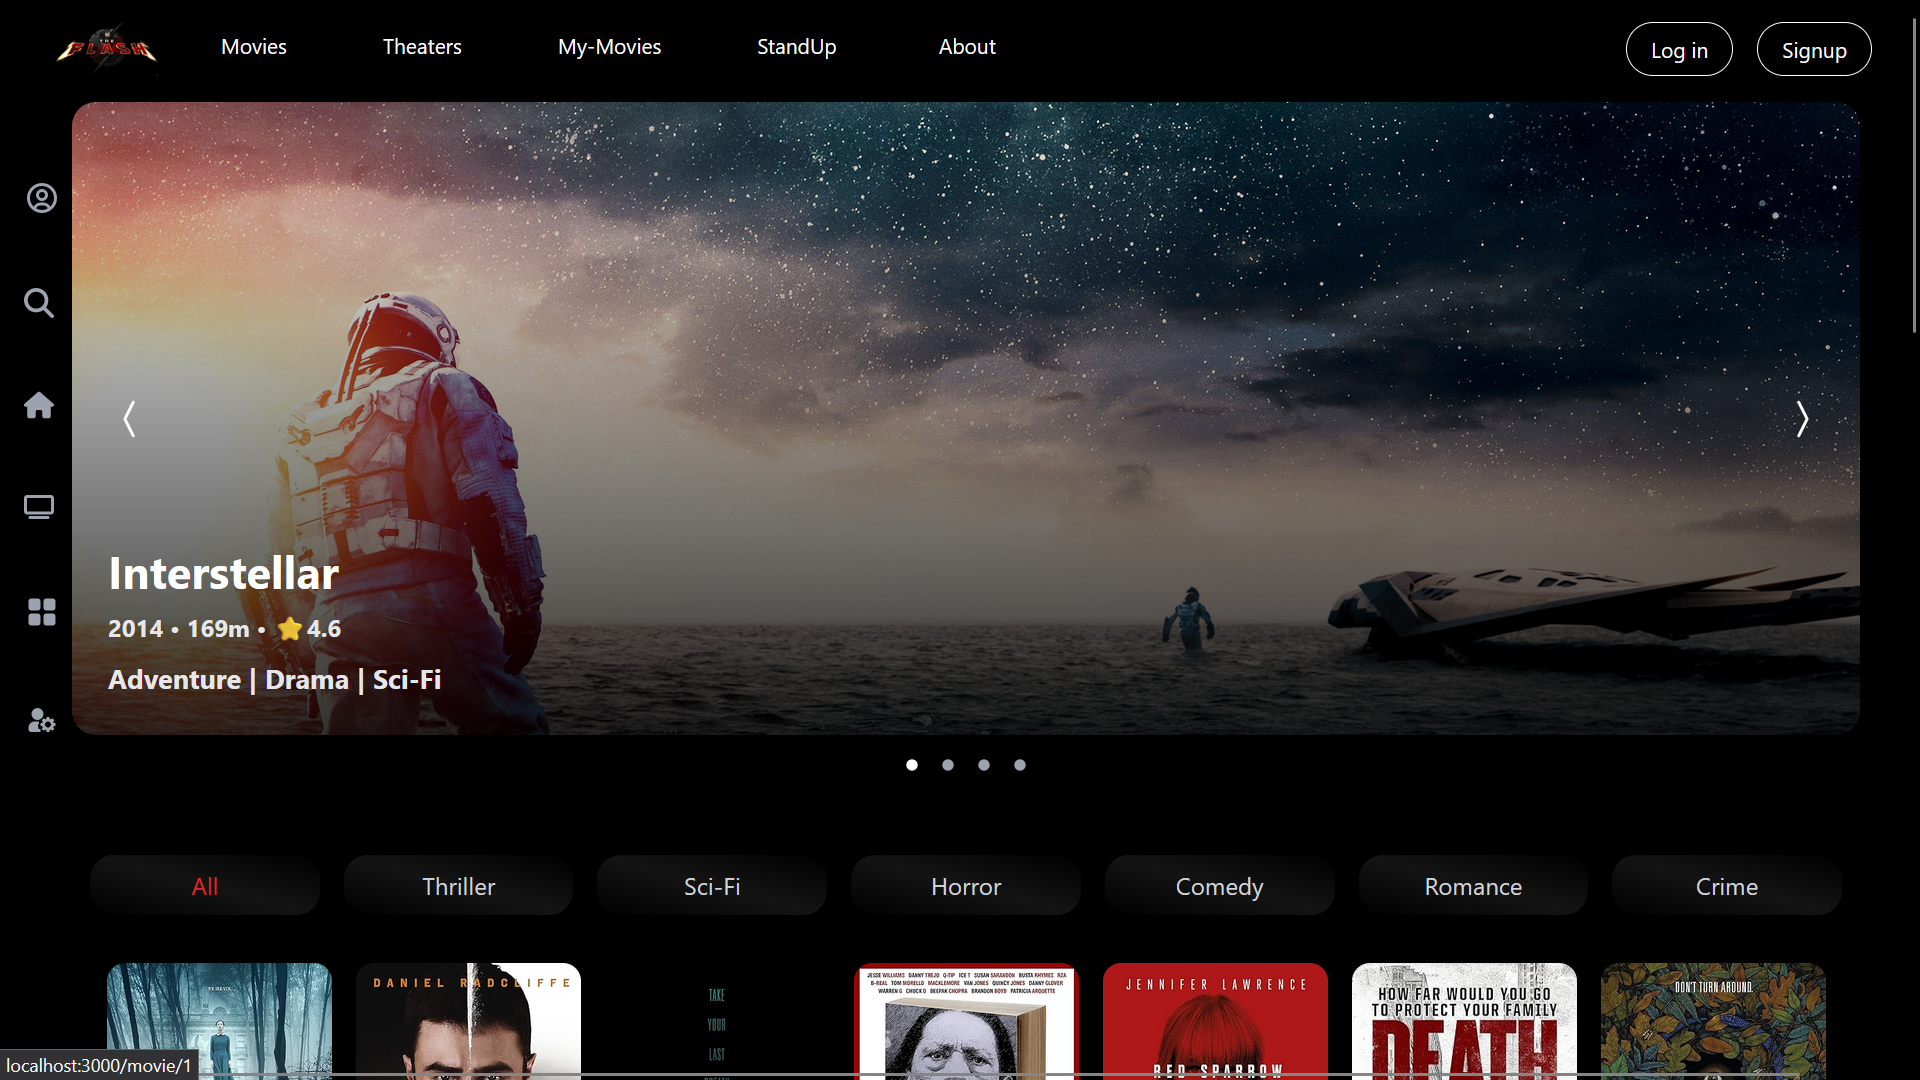 THE
FLASH
Movies
Theaters
My-Movies
StandUp
About
Log in
Signup
Interstellar
2014 • 169m • ⭐4.6
Adventure | Drama | Sci-Fi
All
Thriller
Sci-Fi
Horror
Comedy
Romance
Crime
DANIEL RADCLIFFE
TAKE
YOUR
LAST
JESSE WILLIAMS DANNY TREJO Q-TIP ICE T SUSAN SARANDON BUSTA RHYMES RZA
B-REAL TOM MORELLO MACKLEMORE VAN JONES QUINCY JONES DANNY GLOVER
WARREN G CHUCK D DEEPAK CHOPRA BRANDON BOYD PATRICIA ARQUETTE
JENNIFER LAWRENCE
RED SPARROW
HOW FAR WOULD YOU GO
TO PROTECT YOUR FAMILY
DEATH
DON'T TURN AROUND.
localhost:3000/movie/1